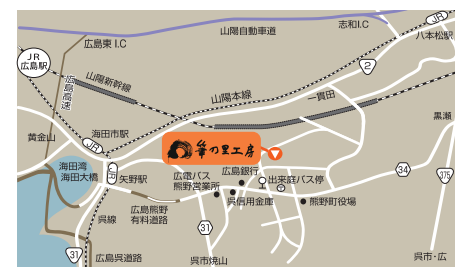 志和I.C
山陽自動車道
JR
八本松駅
広島東 I.C
JR
広島駅
2
広島高速
山陽新幹線
山陽本線
一貫田
黒瀬
黄金山
海田市駅
JR
筆の里工房
海田湾
海田大橋
JR
矢野駅
広電バス
熊野営業所
広島銀行
出来庭バス停
34
375
呉信用金庫
熊野町役場
呉線
広島熊野
有料道路
31
31
広島呉道路
呉市焼山
呉市・広